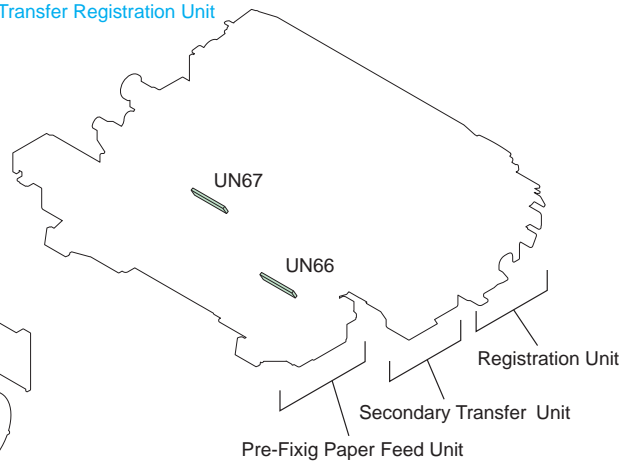 Transfer Registration Unit
UN67
UN66
Registration Unit
Secondary Transfer Unit
Pre-Fixig Paper Feed Unit